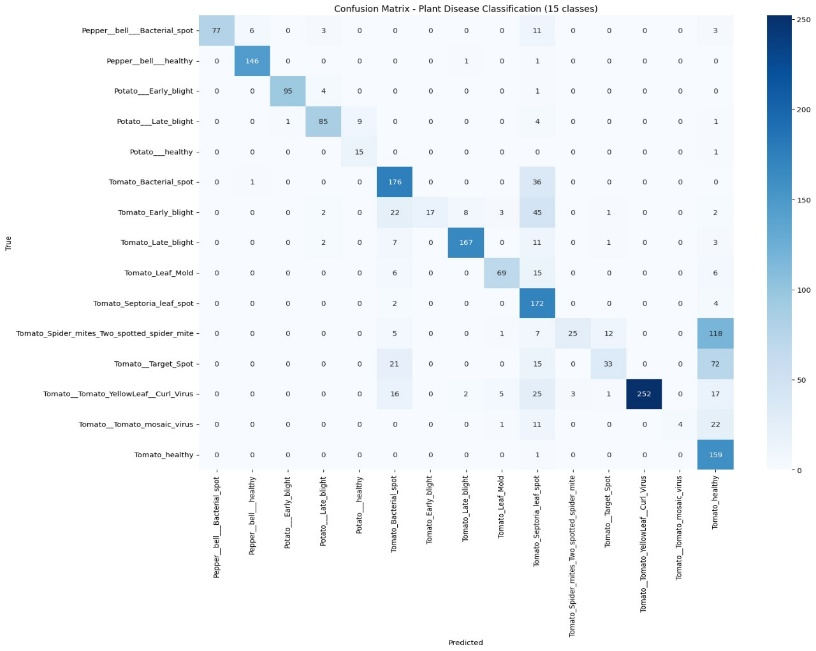 Confusion Matrix - Plant Disease Classification (15 classes)
Pepper__bell___Bacterial_spot 77 6 0 3 0 0 0 0 0 11 0 0 0 0 3
Pepper__bell___healthy 0 146 0 0 0 0 0 1 0 1 0 0 0 0 0
Potato___Early_blight 0 0 95 4 0 0 0 0 0 1 0 0 0 0 0
Potato___Late_blight 0 0 1 85 9 0 0 0 0 4 0 0 0 0 1
Potato___healthy 0 0 0 0 15 0 0 0 0 0 0 0 0 0 1
Tomato_Bacterial_spot 0 1 0 0 0 176 0 0 0 36 0 0 0 0 0
Tomato_Early_blight 0 0 0 2 0 22 17 8 3 45 0 1 0 0 2
Tomato_Late_blight 0 0 0 2 0 7 0 167 0 11 0 1 0 0 3
Tomato_Leaf_Mold 0 0 0 0 0 6 0 0 69 15 0 0 0 0 6
Tomato_Septoria_leaf_spot 0 0 0 0 0 2 0 0 0 172 0 0 0 0 4
Tomato_Spider_mites_Two_spotted_spider_mite 0 0 0 0 0 5 0 0 1 7 25 12 0 0 118
Tomato__Target_Spot 0 0 0 0 0 21 0 0 0 15 0 33 0 0 72
Tomato__Tomato_YellowLeaf__Curl_Virus 0 0 0 0 0 16 0 2 5 25 3 1 252 0 17
Tomato__Tomato_mosaic_virus 0 0 0 0 0 0 0 0 1 11 0 0 0 4 22
Tomato_healthy 0 0 0 0 0 0 0 0 0 1 0 0 0 0 159
True
Pepper__bell___Bacterial_spot
Pepper__bell___healthy
Potato___Early_blight
Potato___Late_blight
Potato___healthy
Tomato_Bacterial_spot
Tomato_Early_blight
Tomato_Late_blight
Tomato_Leaf_Mold
Tomato_Septoria_leaf_spot
Tomato_Spider_mites_Two_spotted_spider_mite
Tomato__Target_Spot
Tomato__Tomato_YellowLeaf__Curl_Virus
Tomato__Tomato_mosaic_virus
Tomato_healthy
Predicted
250
200
150
100
50
0